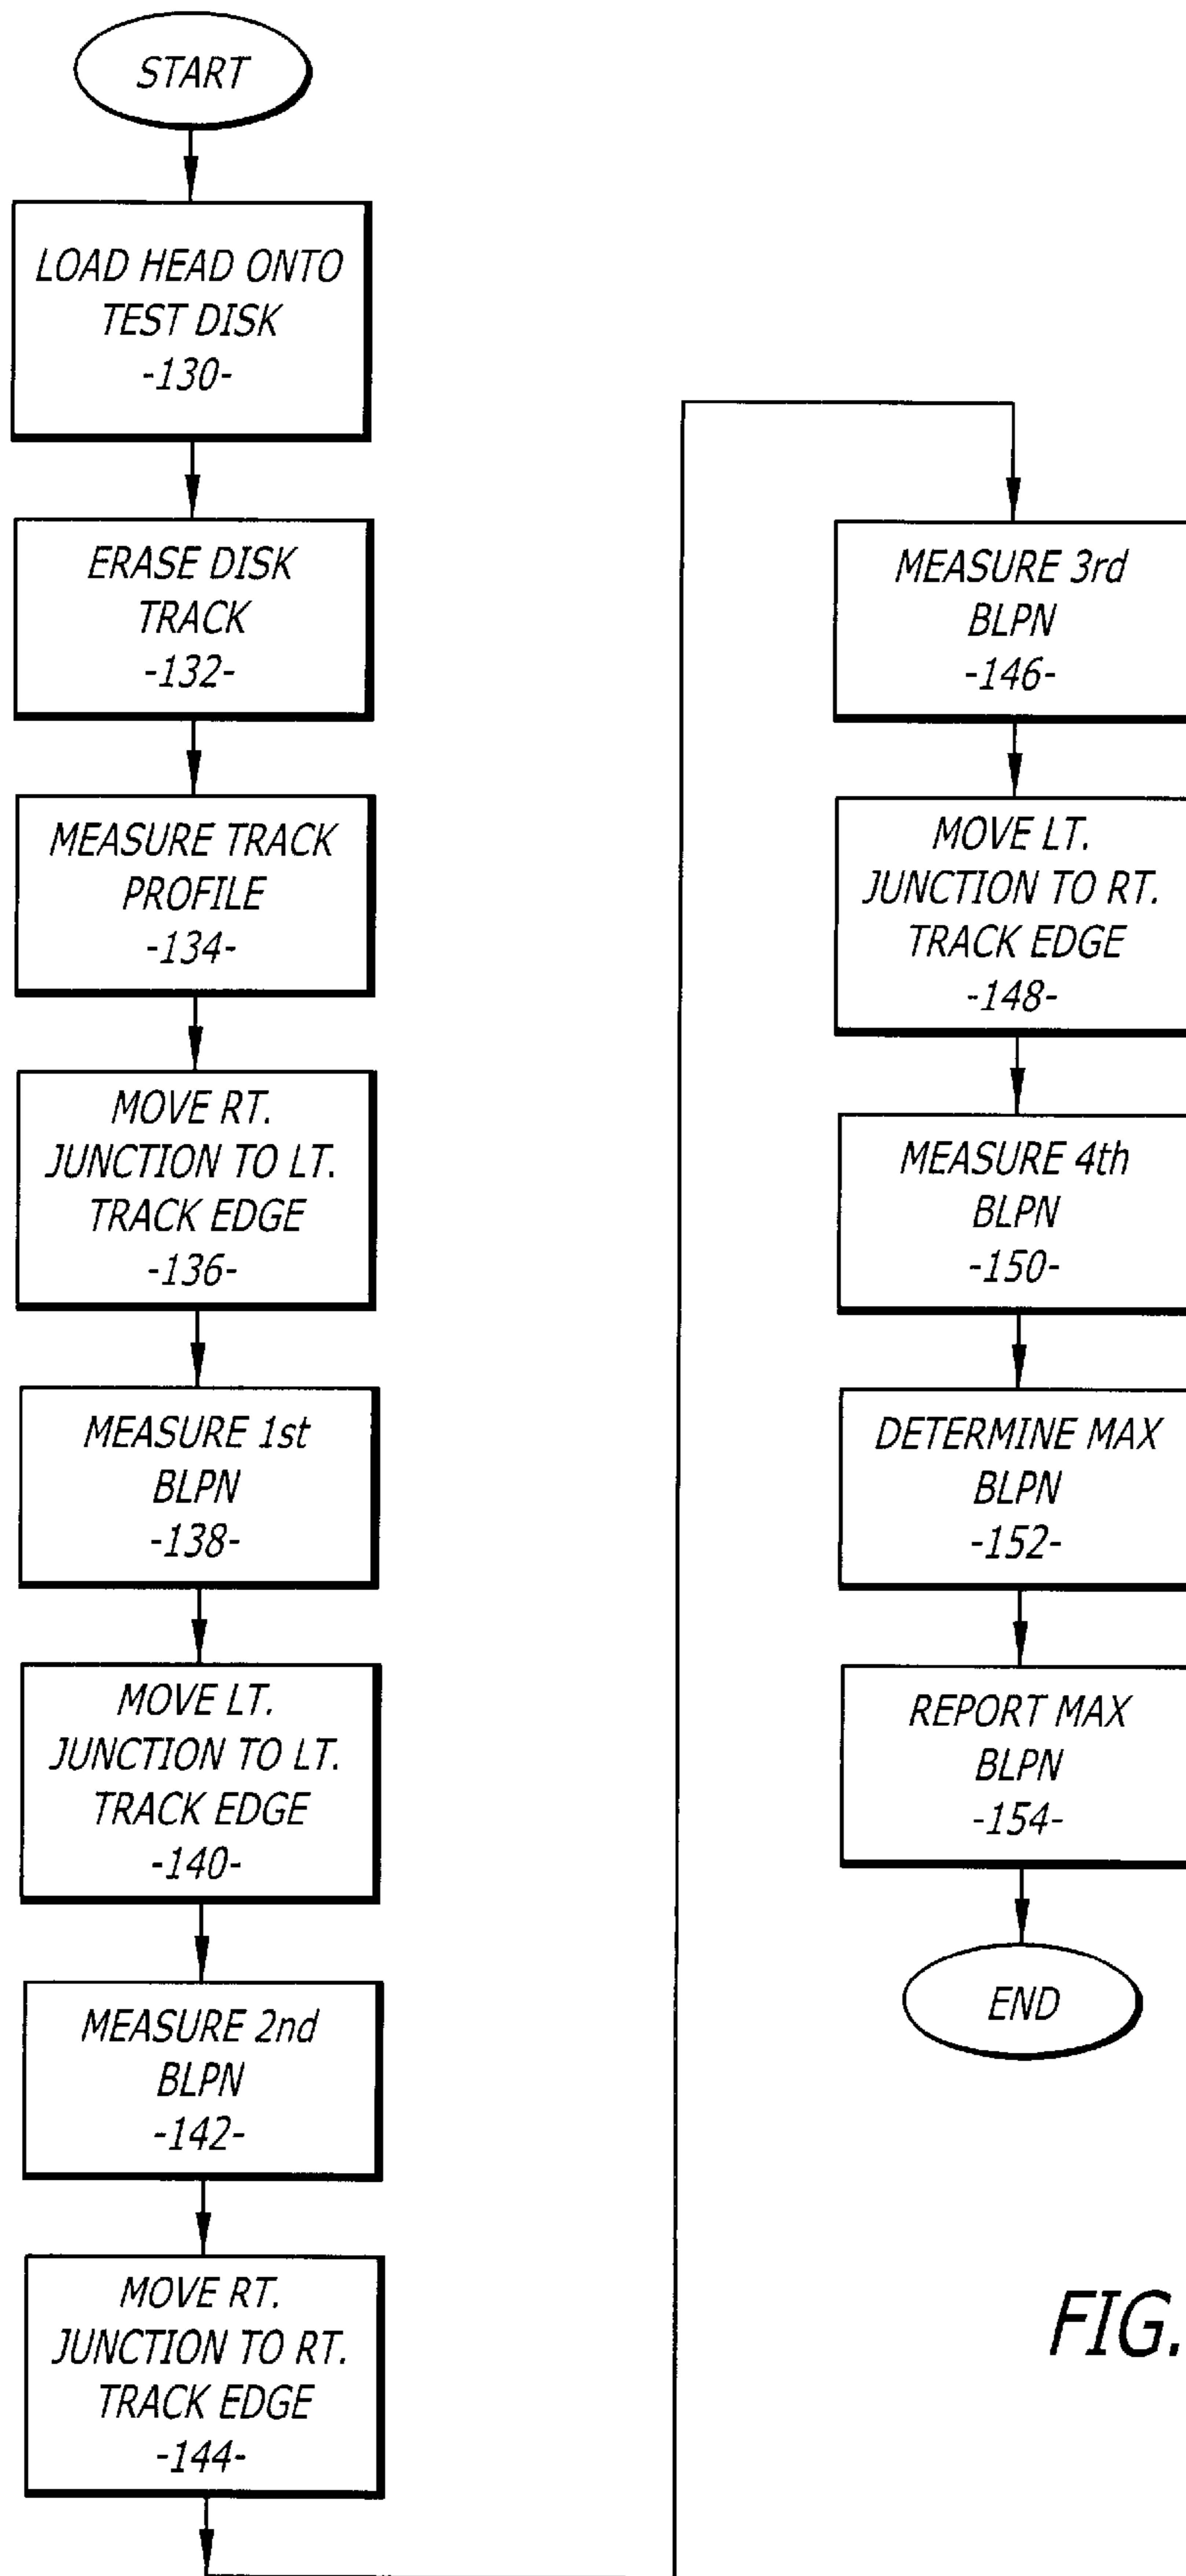 START
LOAD HEAD ONTO
TEST DISK
-130-
ERASE DISK
TRACK
-132-
MEASURE TRACK
PROFILE
-134-
MOVE RT.
JUNCTION TO LT.
TRACK EDGE
-136-
MEASURE 1st
BLPN
-138-
MOVE LT.
JUNCTION TO LT.
TRACK EDGE
-140-
MEASURE 2nd
BLPN
-142-
MOVE RT.
JUNCTION TO RT.
TRACK EDGE
-144-
MEASURE 3rd
BLPN
-146-
MOVE LT.
JUNCTION TO RT.
TRACK EDGE
-148-
MEASURE 4th
BLPN
-150-
DETERMINE MAX
BLPN
-152-
REPORT MAX
BLPN
-154-
END
FIG.